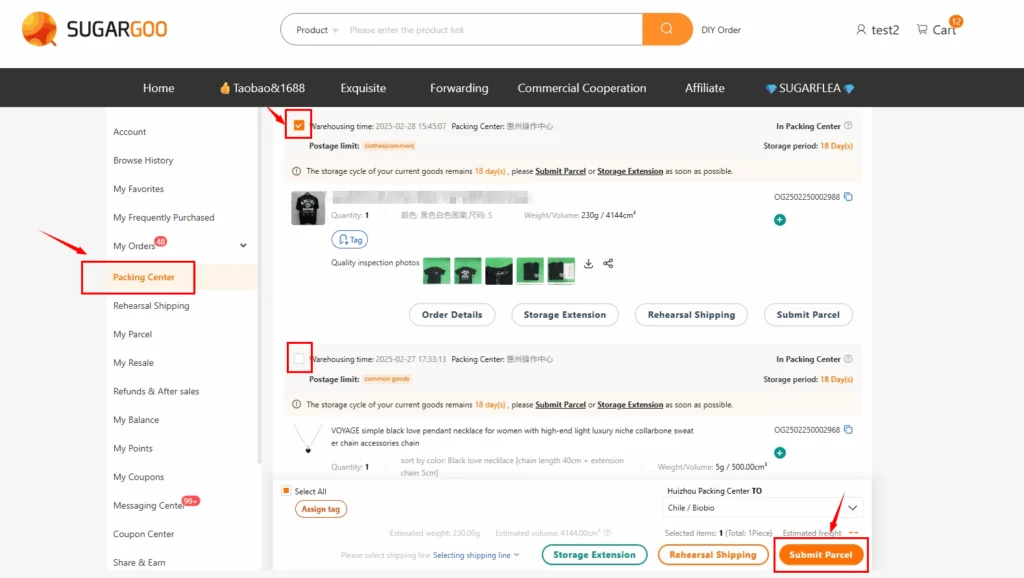 SUGARGOO
Product
Please enter the product link
DIY Order
test2
Cart
12
Home
Taobao&1688
Exquisite
Forwarding
Commercial Cooperation
Affiliate
SUGARFLEA
Account
Browse History
My Favorites
My Frequently Purchased
My Orders 48
Packing Center
Rehearsal Shipping
My Parcel
My Resale
Refunds & After sales
My Balance
My Points
My Coupons
Messaging Center 99+
Coupon Center
Share & Earn
Warehousing time: 2025-02-28 15:45:07 Packing Center: 惠州操作中心
In Packing Center
Postage limit: clothes(common)
Storage period: 18 Day(s)
The storage cycle of your current goods remains 18 day(s) , please Submit Parcel or Storage Extension as soon as possible.
OG2502250002988
Quantity: 1
颜色: 黑色白色图案,尺码: S
Weight/Volume: 230g / 4144cm³
Tag
Quality inspection photos
Order Details
Storage Extension
Rehearsal Shipping
Submit Parcel
Warehousing time: 2025-02-27 17:33:13 Packing Center: 惠州操作中心
In Packing Center
Postage limit: common goods
Storage period: 18 Day(s)
The storage cycle of your current goods remains 18 day(s) , please Submit Parcel or Storage Extension as soon as possible.
VOYAGE simple black love pendant necklace for women with high-end light luxury niche collarbone sweat
er chain accessories chain
OG2502250002968
Quantity: 1
sort by color: Black love necklace [chain length 40cm + extension
chain 5cm]
Weight/Volume: 5g / 500.00cm³
Select All
Assign tag
Huizhou Packing Center TO
Chile / Biobio
Estimated weight: 230.00g
Estimated volume: 4144.00cm³
Selected items: 1 (Total: 1Piece)
Estimated freight --
Please select shipping line Selecting shipping line
Storage Extension
Rehearsal Shipping
Submit Parcel